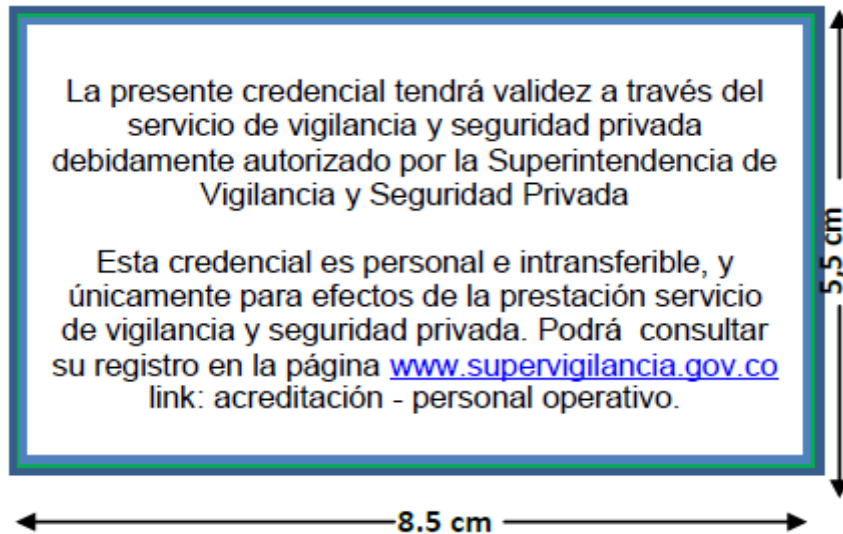 La presente credencial tendrá validez a través del
servicio de vigilancia y seguridad privada
debidamente autorizado por la Superintendencia de
Vigilancia y Seguridad Privada
Esta credencial es personal e intransferible, y
únicamente para efectos de la prestación servicio
de vigilancia y seguridad privada. Podrá  consultar
su registro en la página www.supervigilancia.gov.co
link: acreditación - personal operativo.
5,5 cm
8.5 cm